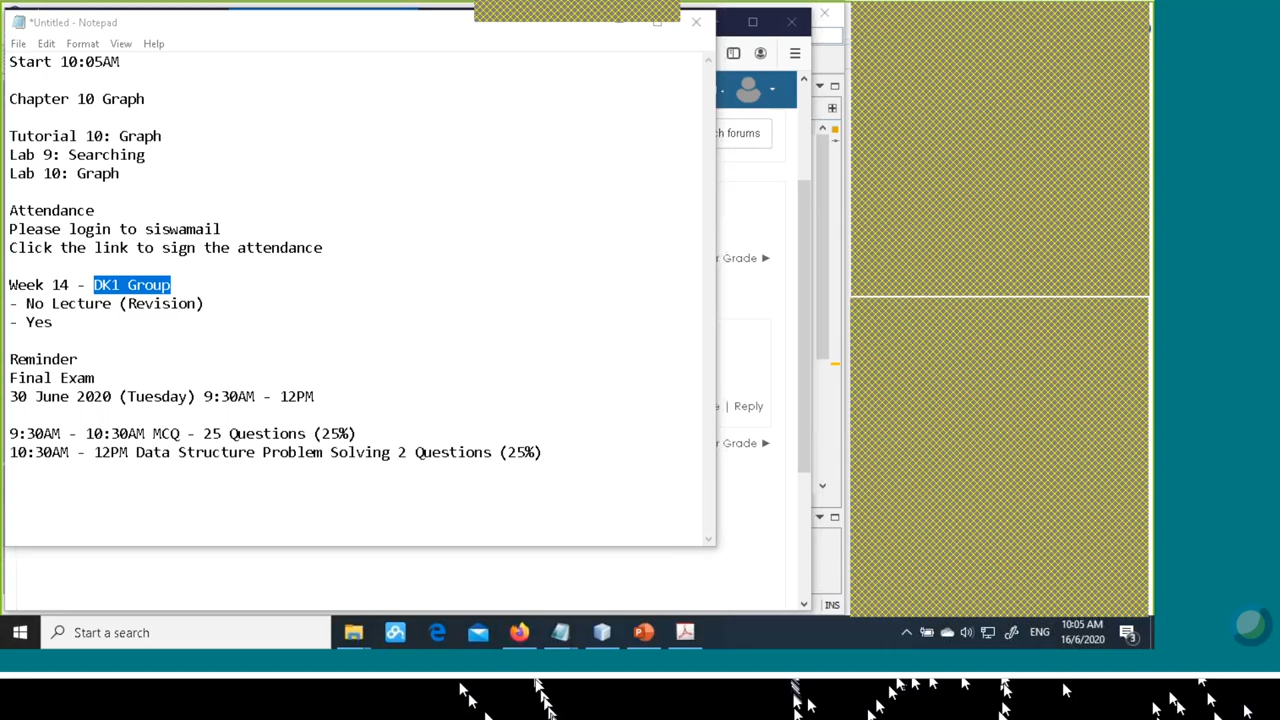 *Untitled - Notepad
File Edit Format View Help
Start 10:05AM
Chapter 10 Graph
Tutorial 10: Graph
Lab 9: Searching
Lab 10: Graph
Attendance
Please login to siswamail
Click the link to sign the attendance
Week 14 - DK1 Group
- No Lecture (Revision)
- Yes
Reminder
Final Exam
30 June 2020 (Tuesday) 9:30AM - 12PM
9:30AM - 10:30AM MCQ - 25 Questions (25%)
10:30AM - 12PM Data Structure Problem Solving 2 Questions (25%)
ch forums
r Grade ▶
| Reply
r Grade ▶
INS
Start a search
ENG
10:05 AM
16/6/2020
3